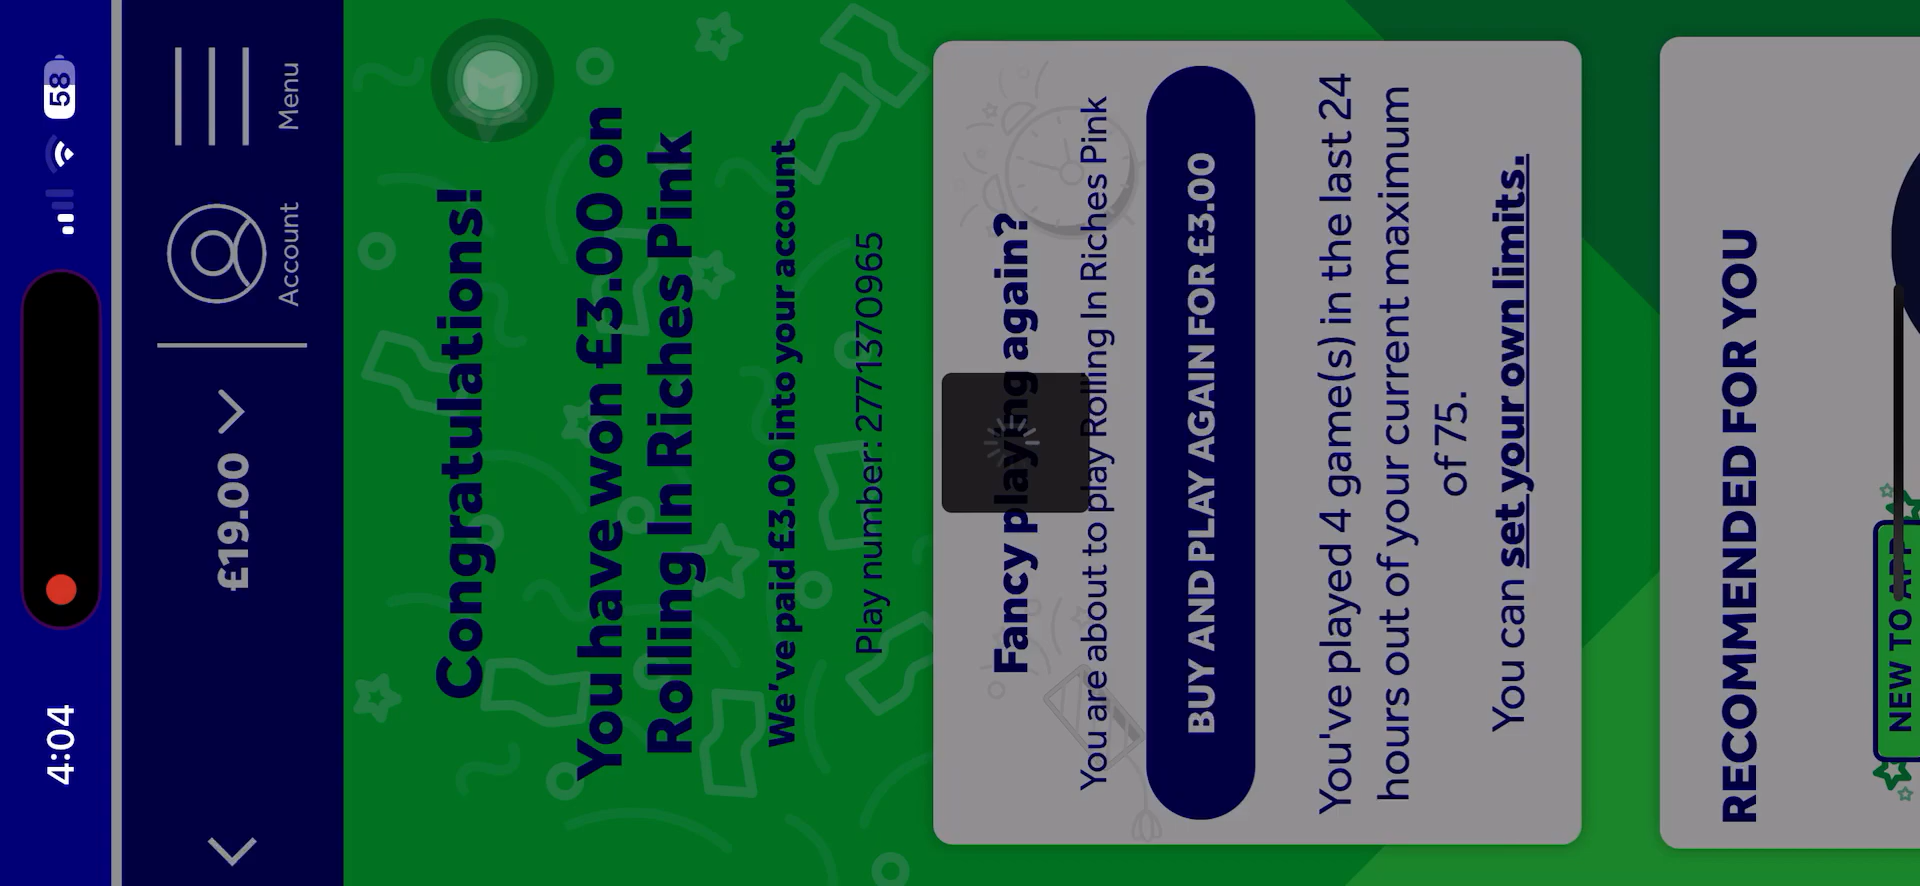 4:04
58
£19.00
Account
Menu
Congratulations!
You have won £3.00 on
Rolling In Riches Pink
We've paid £3.00 into your account
Play number: 2771370965
Fancy playing again?
You are about to play Rolling In Riches Pink
BUY AND PLAY AGAIN FOR £3.00
You've played 4 game(s) in the last 24
hours out of your current maximum
of 75.
You can set your own limits.
RECOMMENDED FOR YOU
NEW TO APP